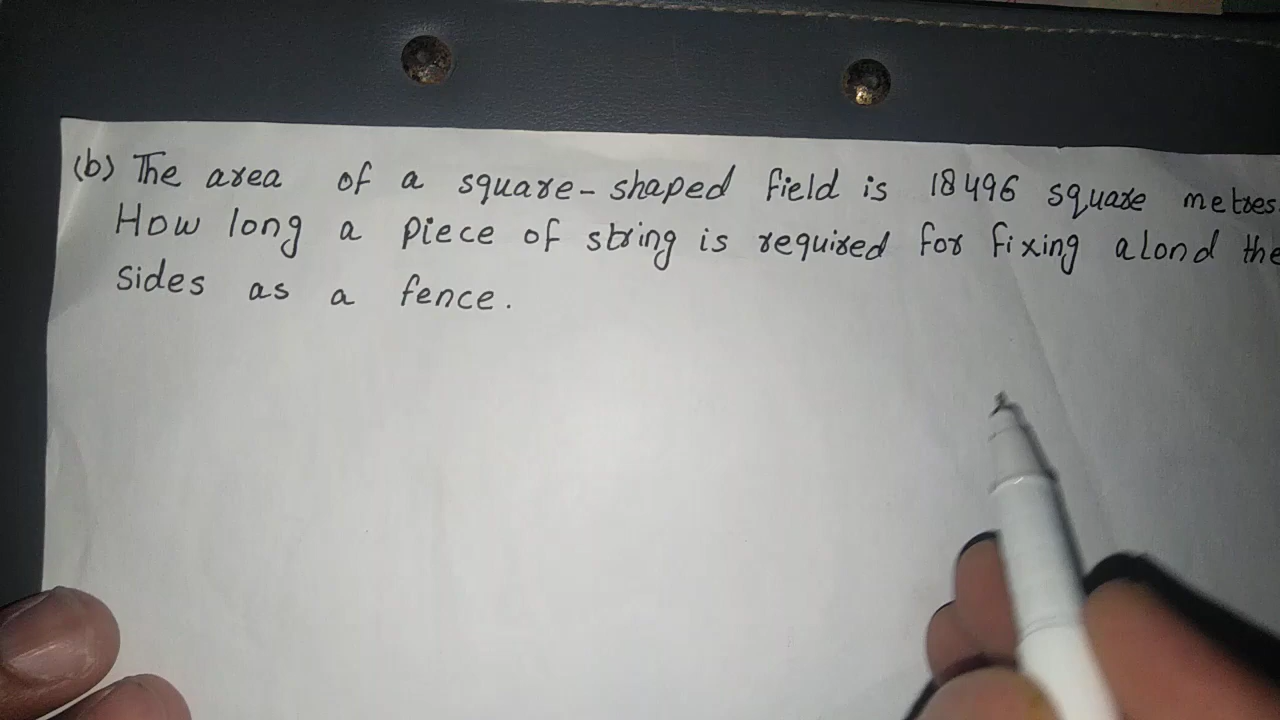 (b) The area of a square-shaped field is 18496 square metres.
How long a piece of string is required for fixing alond the
sides as a fence.